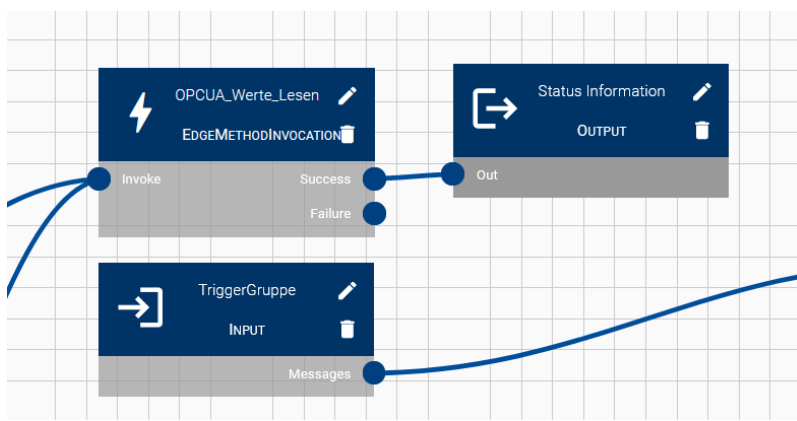 OPCUA_Werte_Lesen
EDGEMETHODINVOCATION
Invoke
Success
Failure
Status Information
OUTPUT
Out
TriggerGruppe
INPUT
Messages